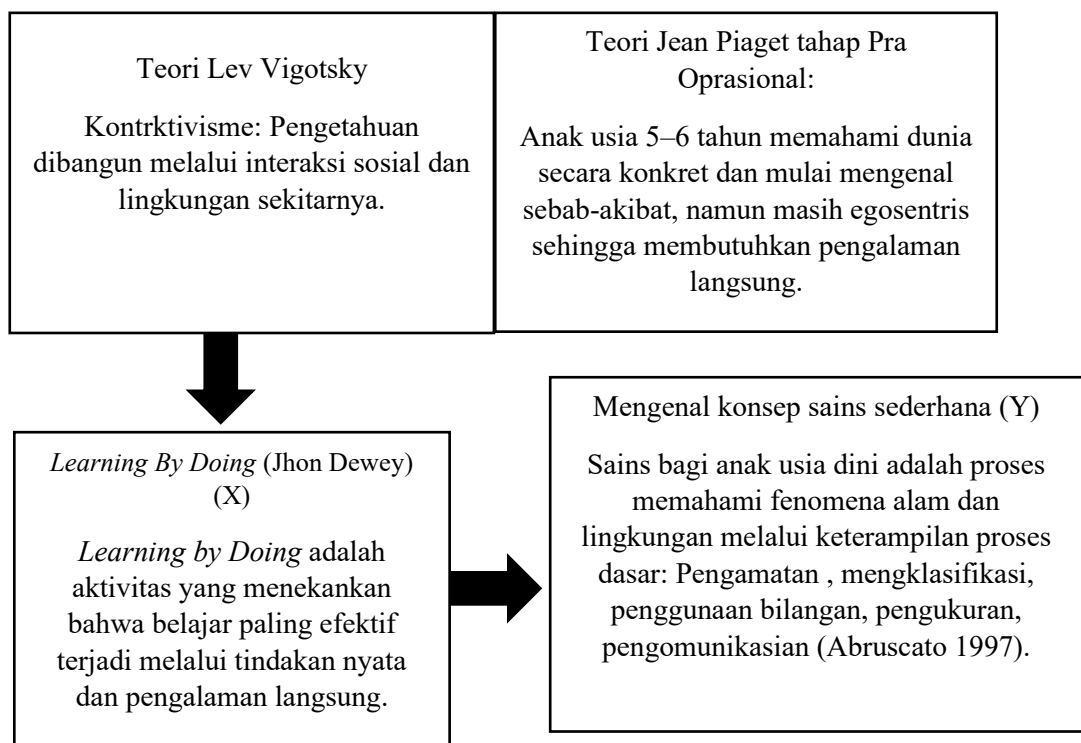 Teori Lev Vigotsky
Kontrktivisme: Pengetahuan
dibangun melalui interaksi sosial dan
lingkungan sekitarnya.
Teori Jean Piaget tahap Pra
Oprasional:
Anak usia 5–6 tahun memahami dunia
secara konkret dan mulai mengenal
sebab-akibat, namun masih egosentris
sehingga membutuhkan pengalaman
langsung.
Learning By Doing (Jhon Dewey)
(X)
Learning by Doing adalah
aktivitas yang menekankan
bahwa belajar paling efektif
terjadi melalui tindakan nyata
dan pengalaman langsung.
Mengenal konsep sains sederhana (Y)
Sains bagi anak usia dini adalah proses
memahami fenomena alam dan
lingkungan melalui keterampilan proses
dasar: Pengamatan , mengklasifikasi,
penggunaan bilangan, pengukuran,
pengomunikasian (Abruscato 1997).